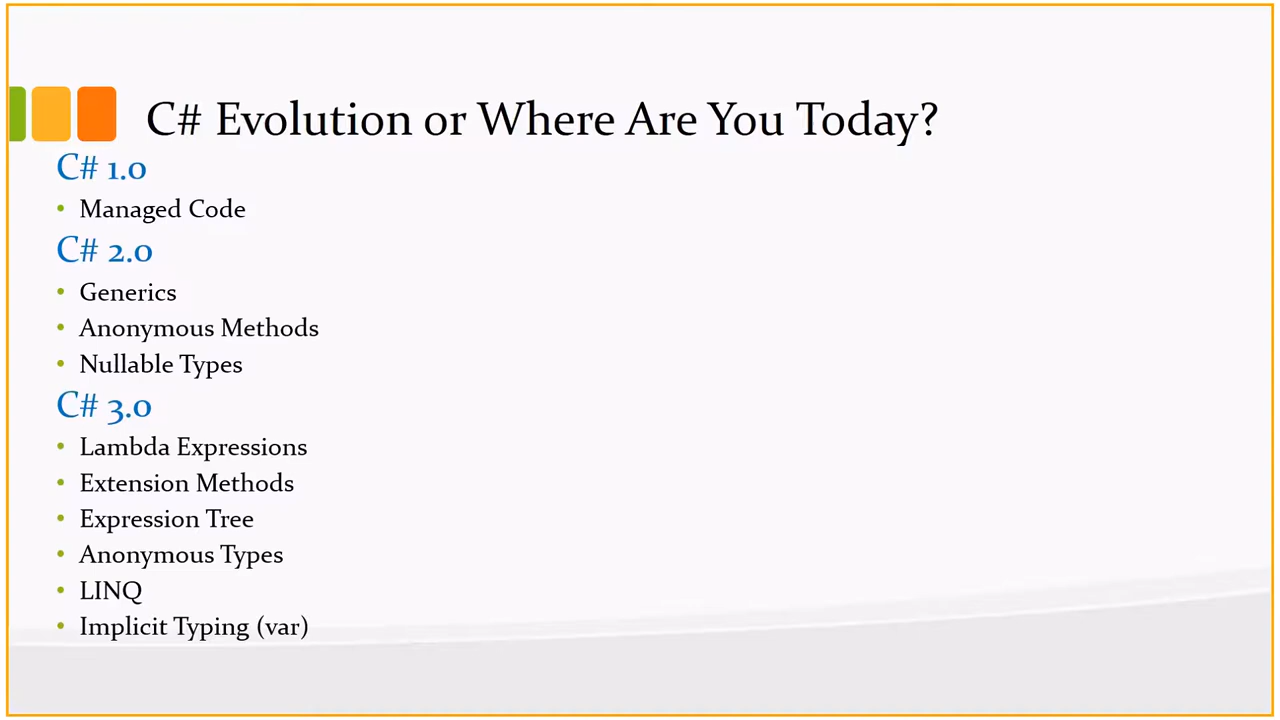 C# Evolution or Where Are You Today?
C# 1.0
• Managed Code
C# 2.0
• Generics
• Anonymous Methods
• Nullable Types
C# 3.0
• Lambda Expressions
• Extension Methods
• Expression Tree
• Anonymous Types
• LINQ
• Implicit Typing (var)